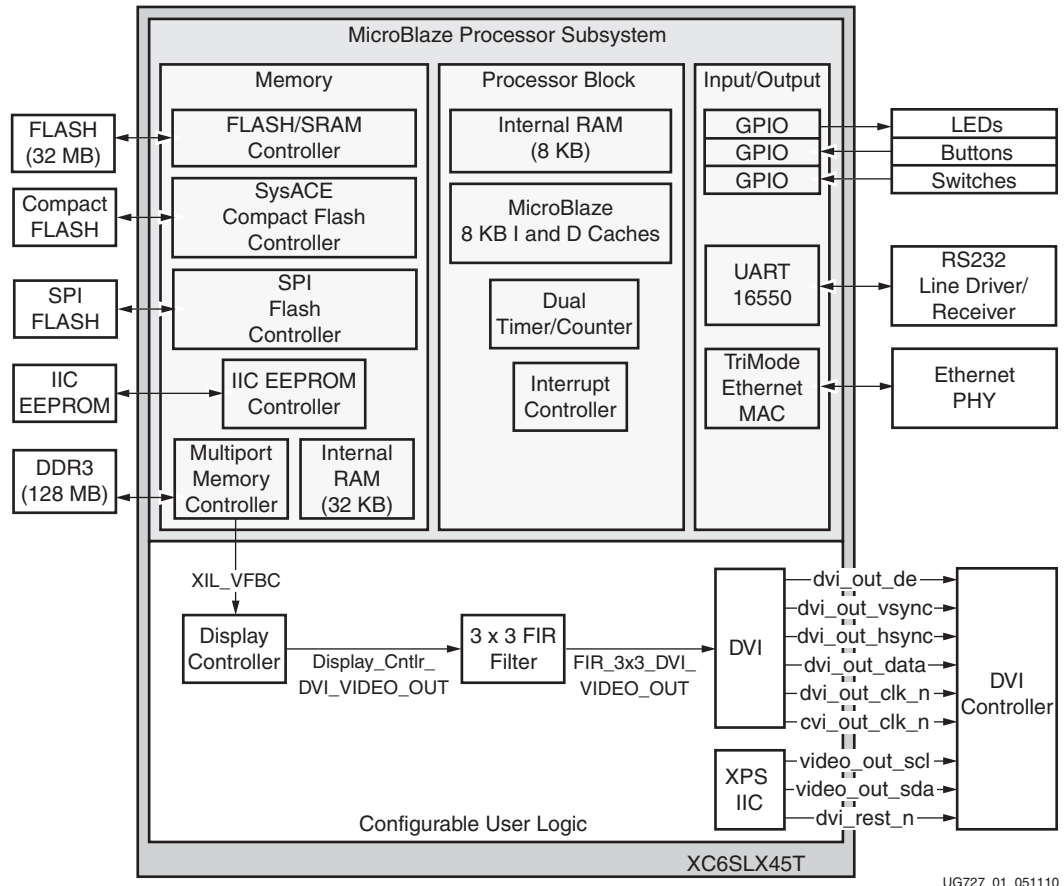 MicroBlaze Processor Subsystem
Memory
Processor Block
Input/Output
FLASH
(32 MB)
FLASH/SRAM
Controller
Internal RAM
(8 KB)
GPIO
GPIO
GPIO
LEDs
Buttons
Switches
Compact
FLASH
SysACE
Compact Flash
Controller
MicroBlaze
8 KB I and D Caches
UART
16550
RS232
Line Driver/
Receiver
SPI
FLASH
SPI
Flash
Controller
Dual
Timer/Counter
IIC
EEPROM
IIC EEPROM
Controller
Interrupt
Controller
TriMode
Ethernet
MAC
Ethernet
PHY
DDR3
(128 MB)
Multiport
Memory
Controller
Internal
RAM
(32 KB)
XIL_VFBC
Display
Controller
Display_Cntlr_
DVI_VIDEO_OUT
3 x 3 FIR
Filter
FIR_3x3_DVI_
VIDEO_OUT
DVI
dvi_out_de
dvi_out_vsync
dvi_out_hsync
dvi_out_data
dvi_out_clk_n
cvi_out_clk_n
DVI
Controller
XPS
IIC
video_out_scl
video_out_sda
dvi_rest_n
Configurable User Logic
XC6SLX45T
UG727_01_051110